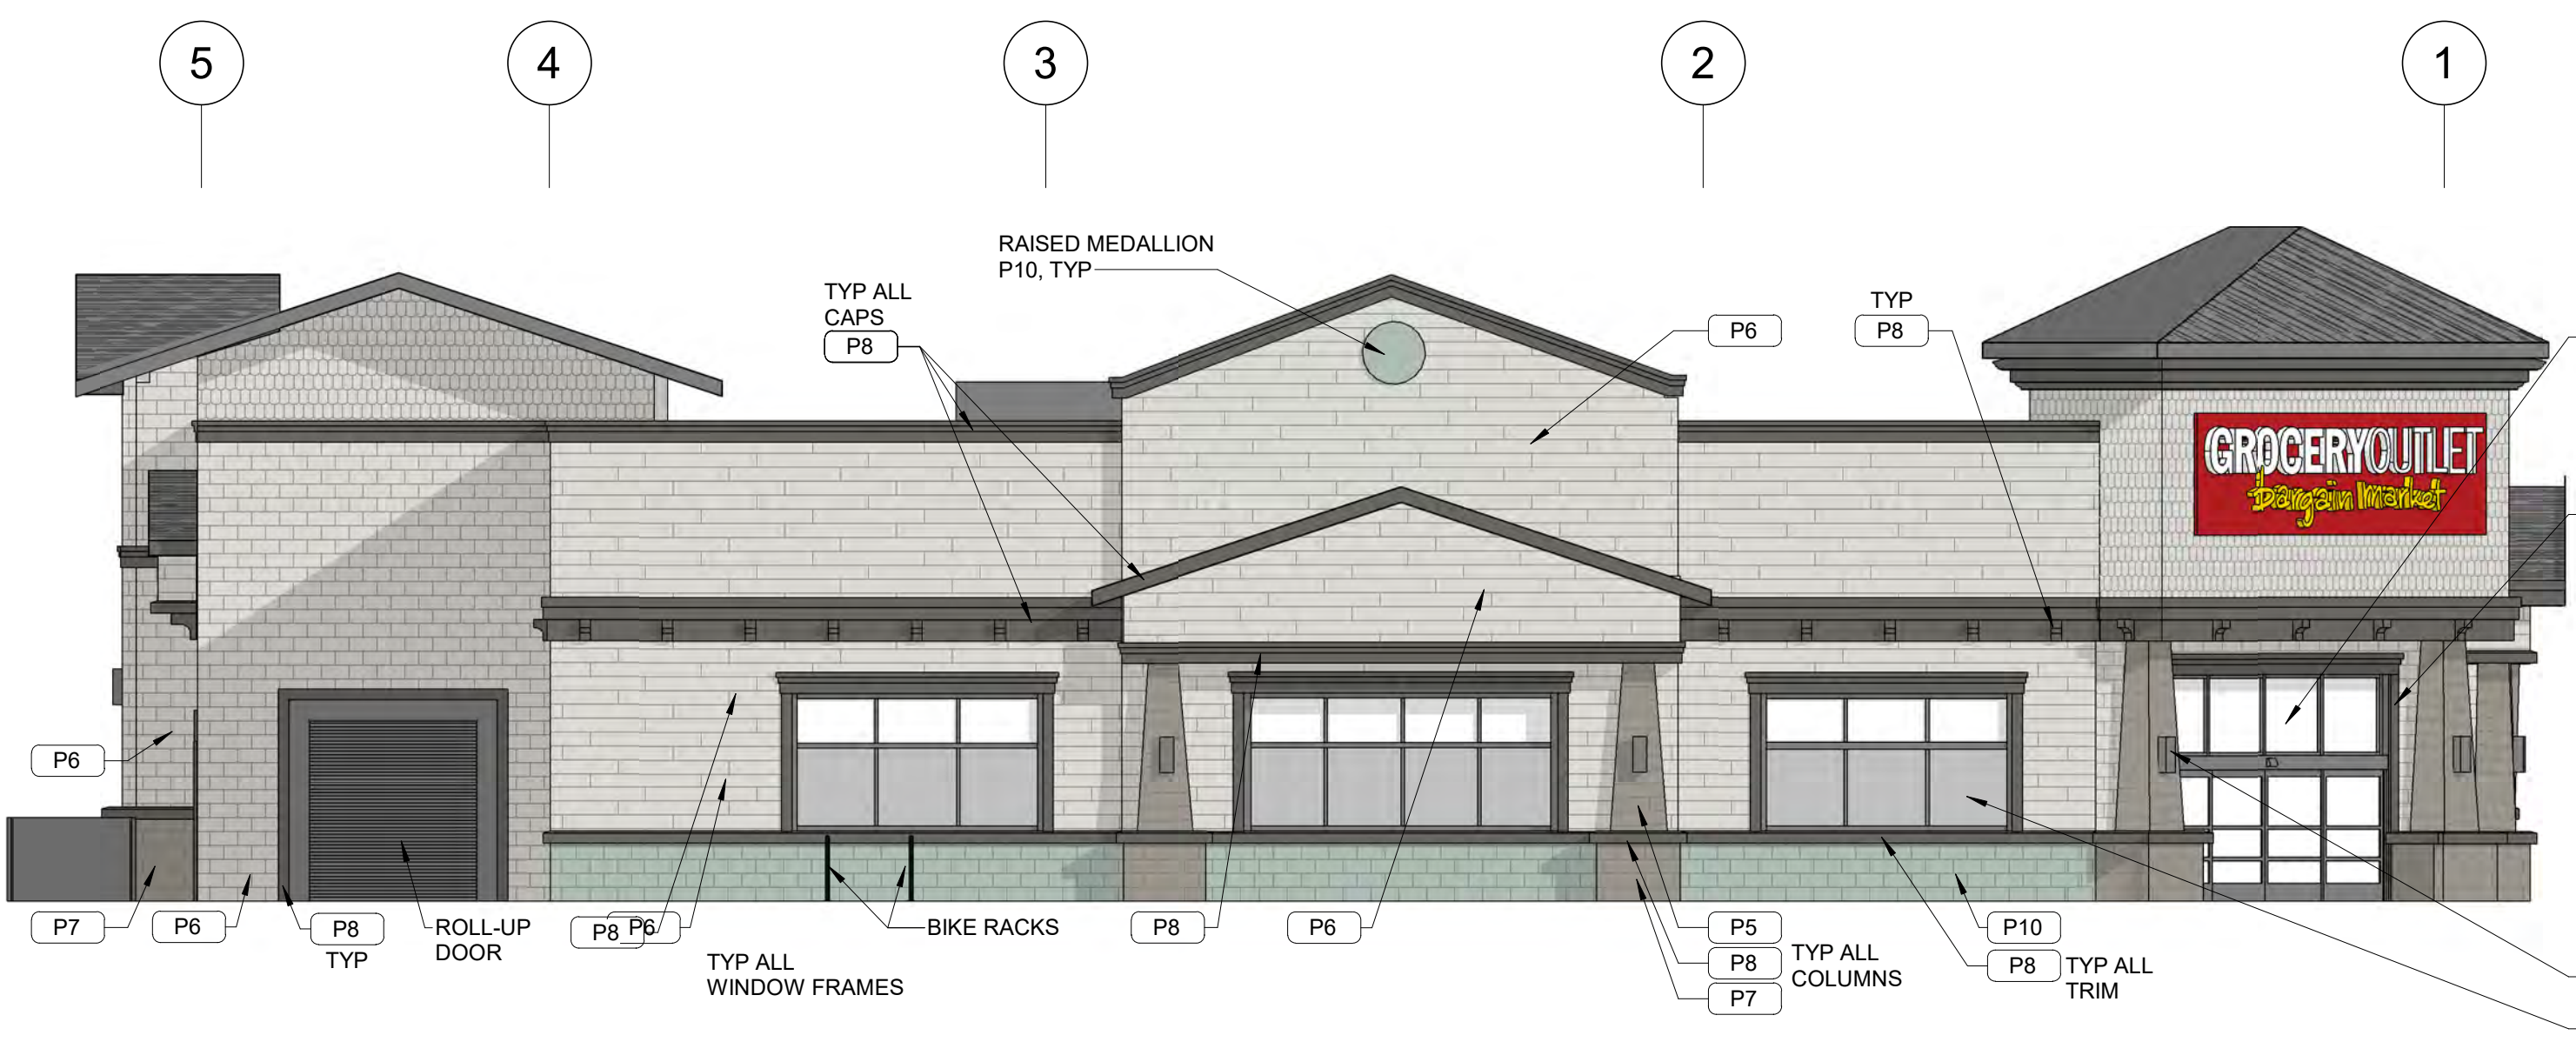 5
4
3
2
1
RAISED MEDALLION
P10, TYP
TYP ALL
CAPS
P8
P6
TYP
P8
GROCERYOUTLET
bargain market
P6
P7
P6
P8
TYP
ROLL-UP
DOOR
P8
P6
TYP ALL
WINDOW FRAMES
BIKE RACKS
P8
P6
P5
P8
P7
TYP ALL
COLUMNS
P10
P8
TYP ALL
TRIM